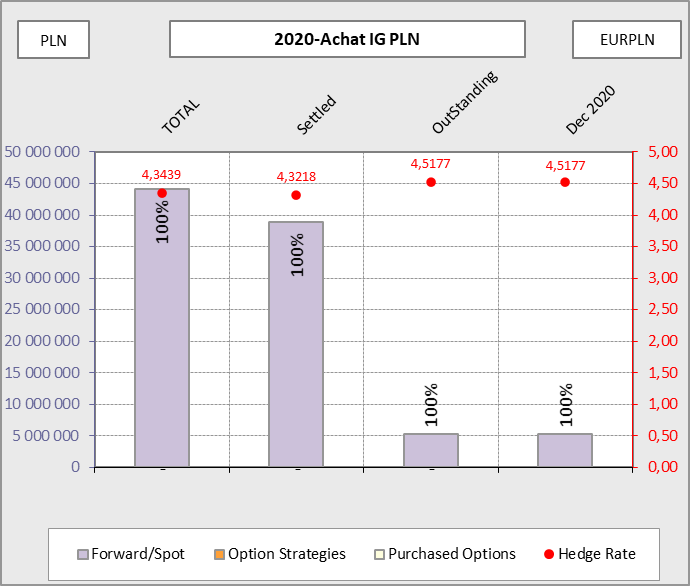 PLN
2020-Achat IG PLN
EURPLN
TOTAL
Settled
OutStanding
Dec 2020
50 000 000
45 000 000
40 000 000
35 000 000
30 000 000
25 000 000
20 000 000
15 000 000
10 000 000
5 000 000
0
4,3439
4,3218
4,5177
4,5177
100%
100%
100%
100%
5,00
4,50
4,00
3,50
3,00
2,50
2,00
1,50
1,00
0,50
0,00
Forward/Spot
Option Strategies
Purchased Options
Hedge Rate